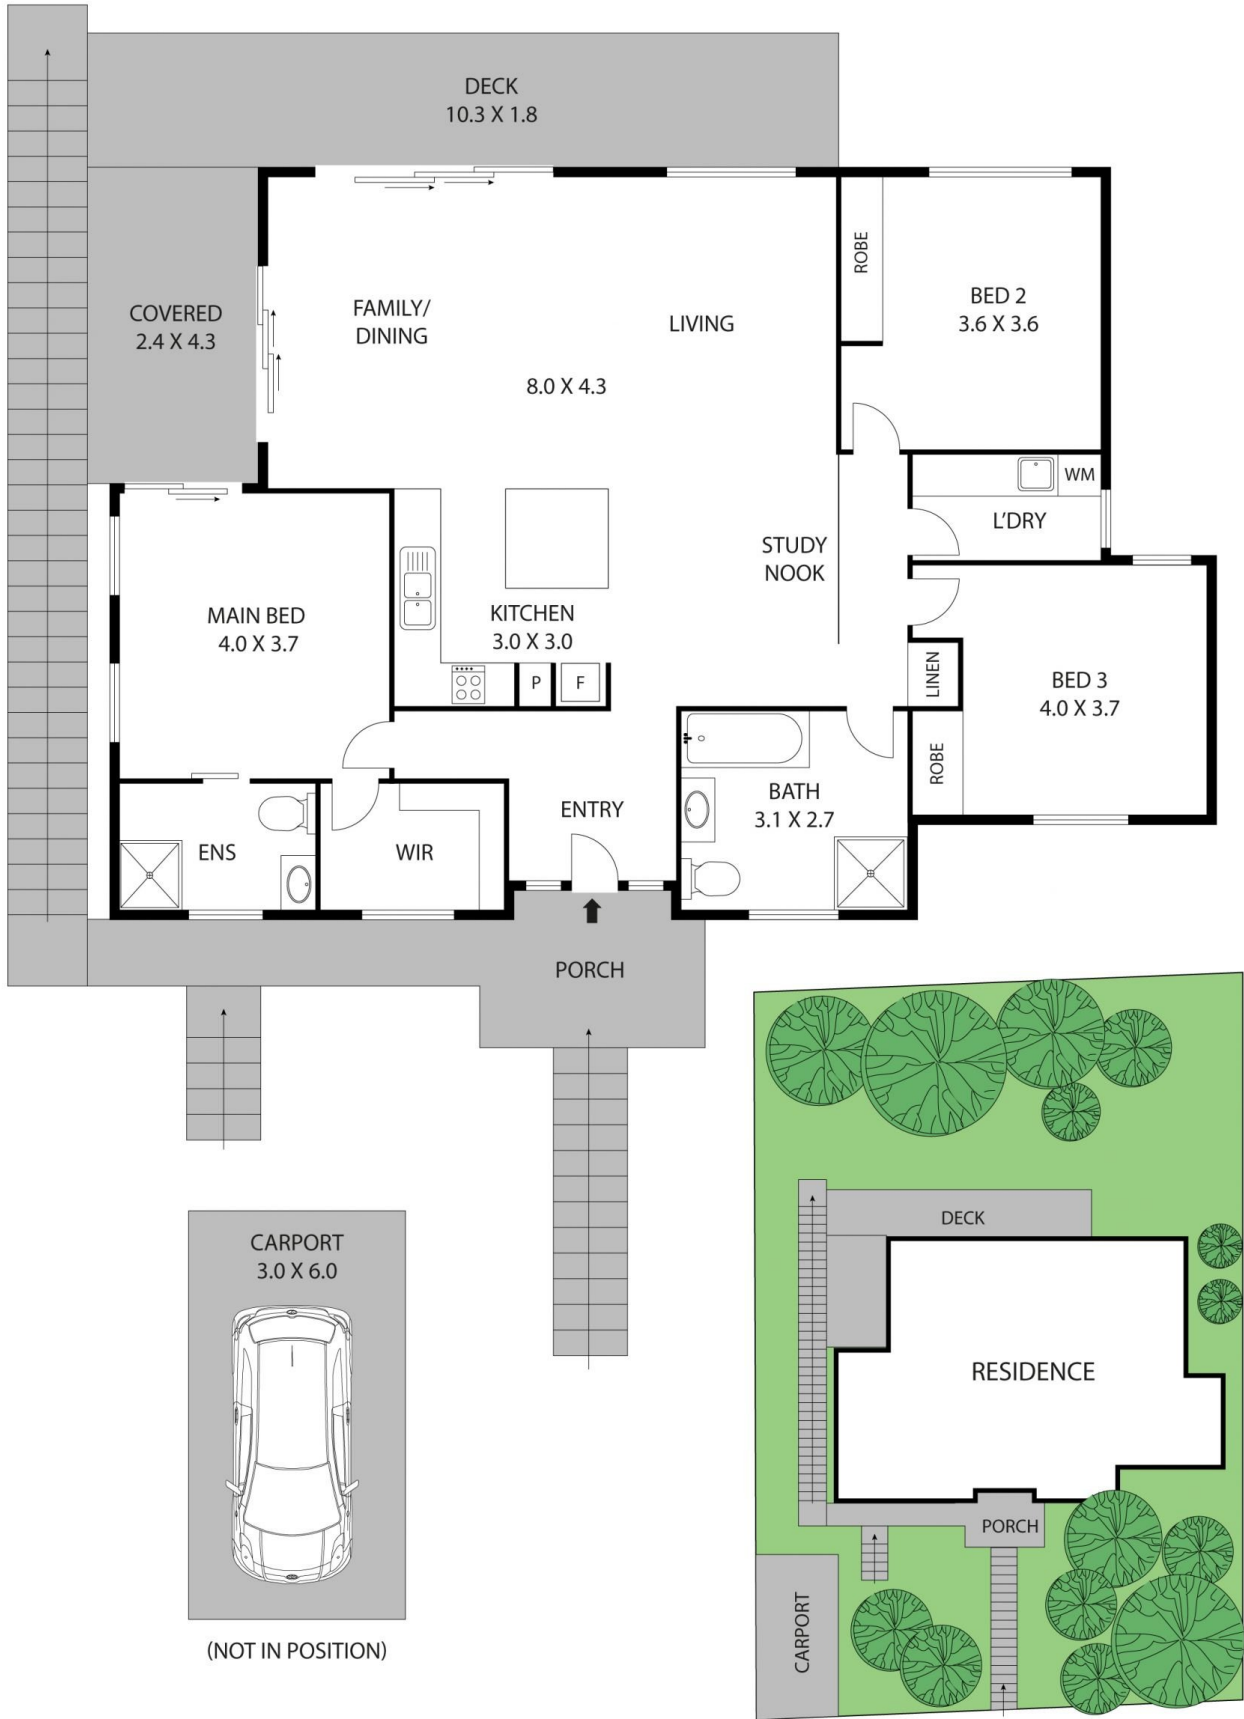 DECK
10.3 X 1.8
COVERED
2.4 X 4.3
FAMILY/
DINING
LIVING
8.0 X 4.3
ROBE
BED 2
3.6 X 3.6
WM
L'DRY
STUDY
NOOK
MAIN BED
4.0 X 3.7
KITCHEN
3.0 X 3.0
P
F
LINEN
BED 3
4.0 X 3.7
ROBE
ENS
WIR
ENTRY
BATH
3.1 X 2.7
PORCH
CARPORT
3.0 X 6.0
(NOT IN POSITION)
DECK
RESIDENCE
PORCH
CARPORT